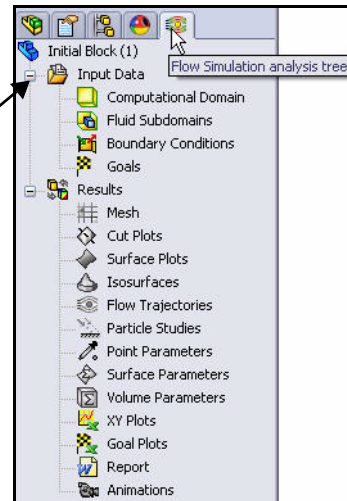 Initial Block (1)
Flow Simulation analysis tree
Input Data
Computational Domain
Fluid Subdomains
Boundary Conditions
Goals
Results
Mesh
Cut Plots
Surface Plots
Isosurfaces
Flow Trajectories
Particle Studies
Point Parameters
Surface Parameters
Volume Parameters
XY Plots
Goal Plots
Report
Animations